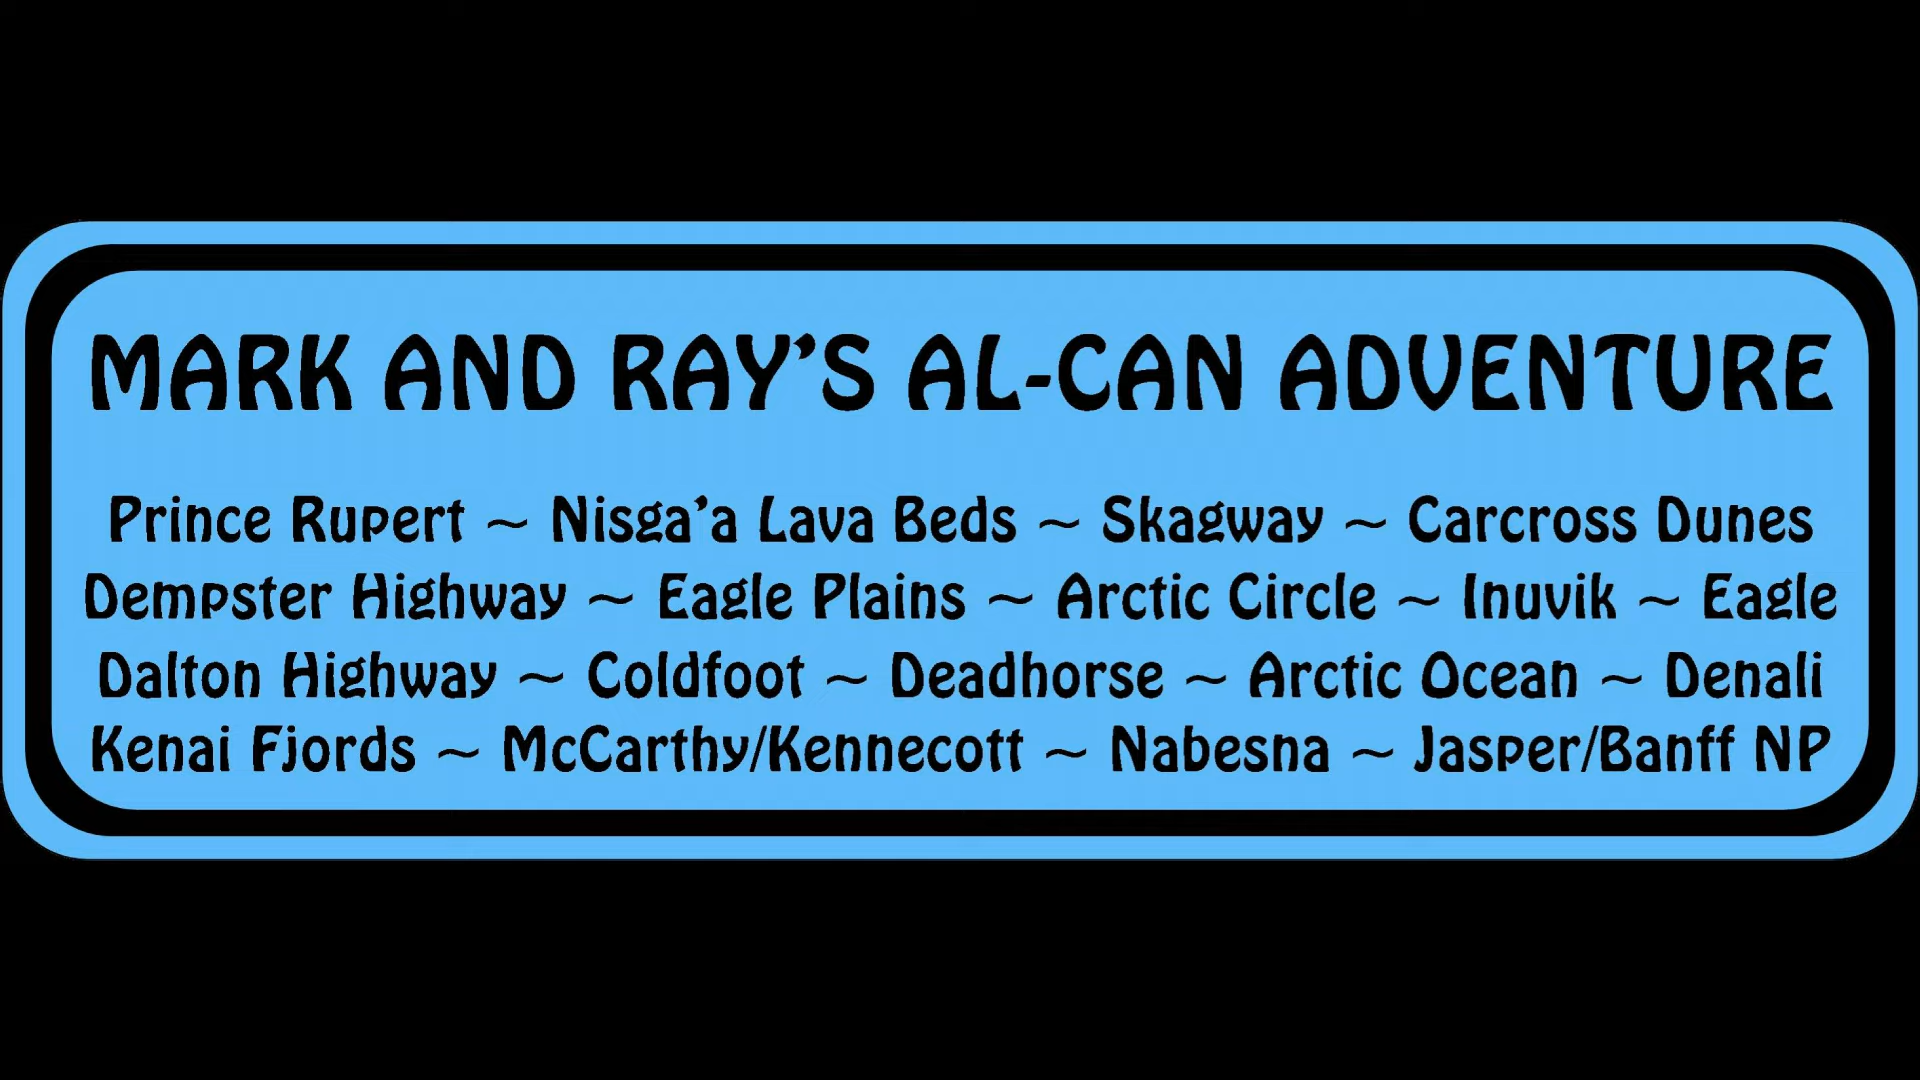 MARK AND RAY’S AL-CAN ADVENTURE
Prince Rupert ~ Nisga’a Lava Beds ~ Skagway ~ Carcross Dunes
Dempster Highway ~ Eagle Plains ~ Arctic Circle ~ Inuvik ~ Eagle
Dalton Highway ~ Coldfoot ~ Deadhorse ~ Arctic Ocean ~ Denali
Kenai Fjords ~ McCarthy/Kennecott ~ Nabesna ~ Jasper/Banff NP